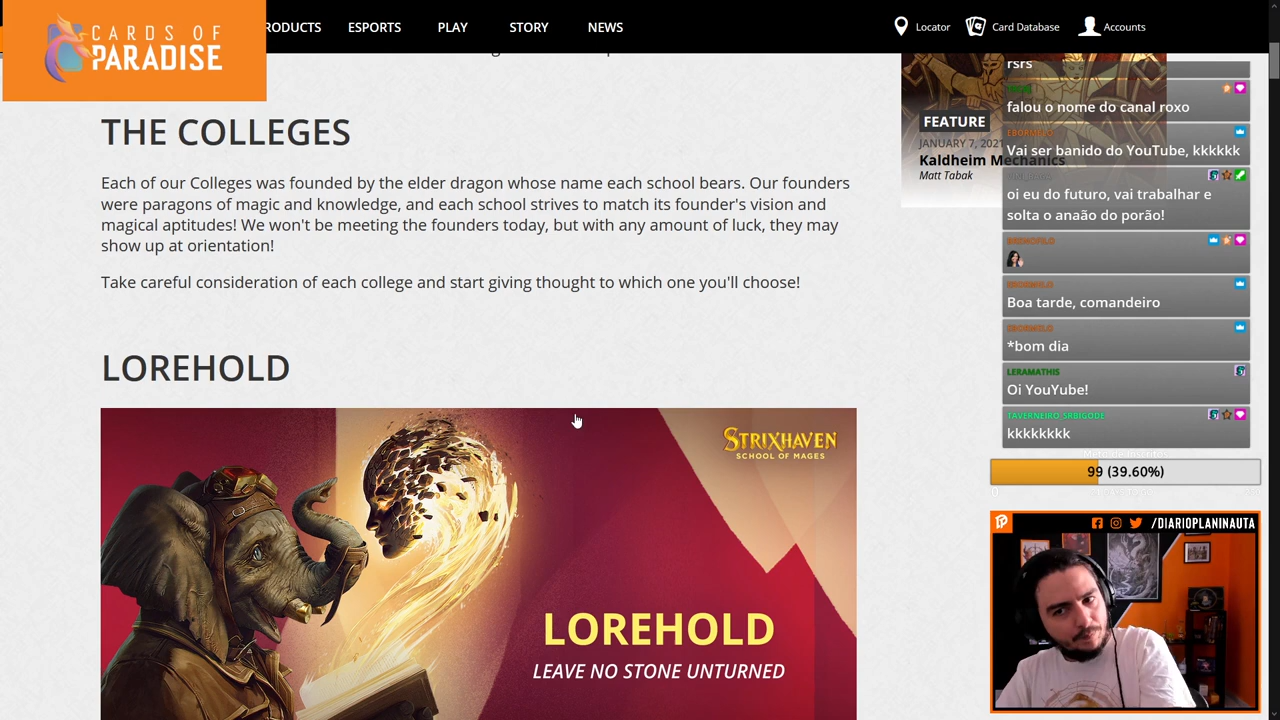 CARDS OF
PARADISE
RODUCTS
ESPORTS
PLAY
STORY
NEWS
Locator
Card Database
Accounts
THE COLLEGES
Each of our Colleges was founded by the elder dragon whose name each school bears. Our founders
were paragons of magic and knowledge, and each school strives to match its founder's vision and
magical aptitudes! We won't be meeting the founders today, but with any amount of luck, they may
show up at orientation!
Take careful consideration of each college and start giving thought to which one you'll choose!
LOREHOLD
STRIXHAVEN
SCHOOL OF MAGES
LOREHOLD
LEAVE NO STONE UNTURNED
FEATURE
JANUARY 7, 2021
Kaldheim Mechanics
Matt Tabak
rsrs
falou o nome do canal roxo
EBORMELO
Vai ser banido do YouTube, kkkkkk
oi eu do futuro, vai trabalhar e
solta o anaão do porão!
EBORMELO
Boa tarde, comandeiro
EBORMELO
*bom dia
LERAMATHIS
Oi YouYube!
TAVERNEIRO_SRBIGODE
kkkkkkkk
99 (39.60%)
0
/DIARIOPLANINAUTA